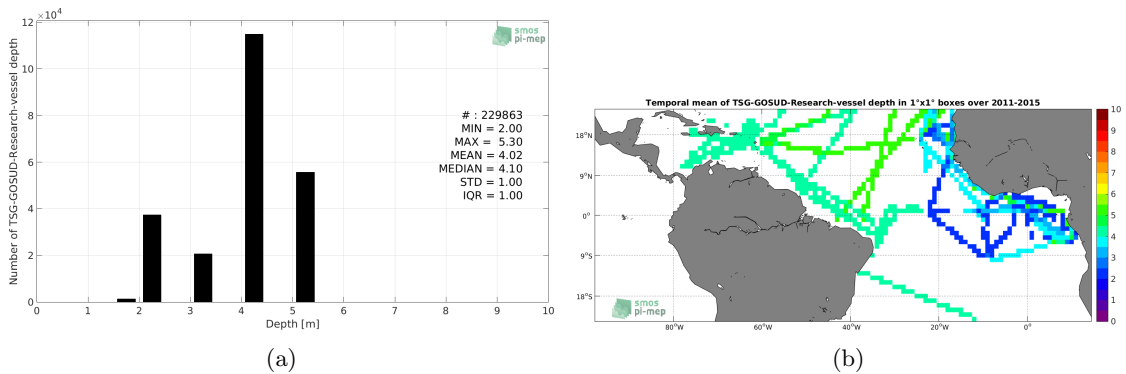 ×10⁴
12
10
8
6
4
2
0
Number of TSG-GOSUD-Research-vessel depth
smos
pi-mep
# : 229863
MIN = 2.00
MAX = 5.30
MEAN = 4.02
MEDIAN = 4.10
STD = 1.00
IQR = 1.00
0 1 2 3 4 5 6 7 8 9 10
Depth [m]
(a)
Temporal mean of TSG-GOSUD-Research-vessel depth in 1°x1° boxes over 2011-2015
18°N
9°N
0°
9°S
18°S
smos
pi-mep
80°W 60°W 40°W 20°W 0°
10
9
8
7
6
5
4
3
2
1
0
(b)